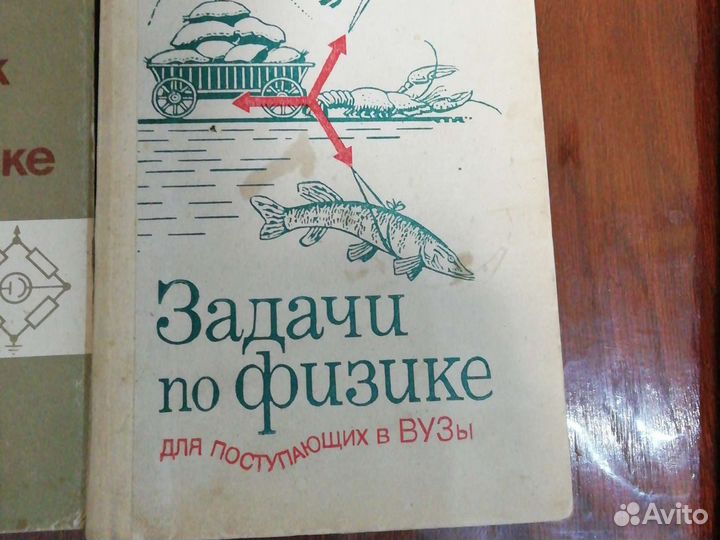 к
ке
Задачи
по физике
для поступающих в ВУЗы
Avito